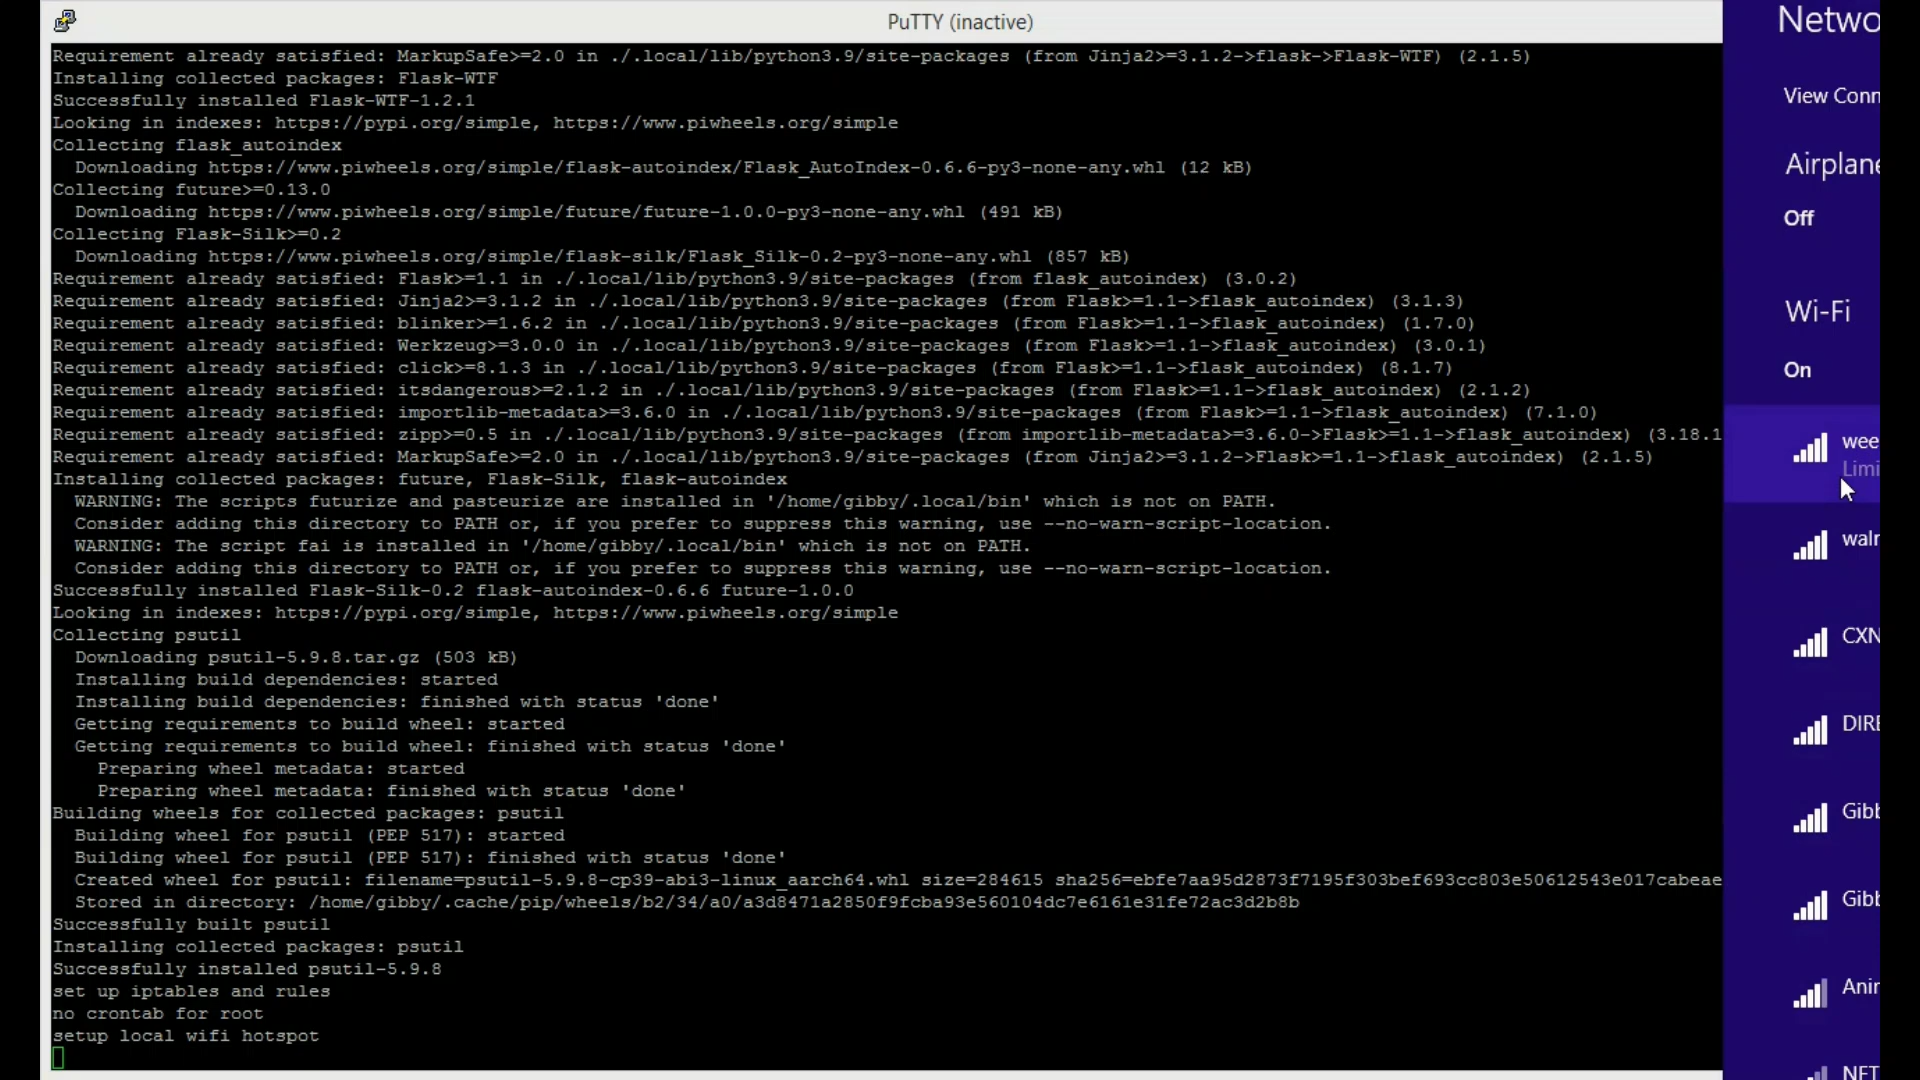 PuTTY (inactive)
Requirement already satisfied: MarkupSafe>=2.0 in ./.local/lib/python3.9/site-packages (from Jinja2>=3.1.2->flask->Flask-WTF) (2.1.5)
Installing collected packages: Flask-WTF
Successfully installed Flask-WTF-1.2.1
Looking in indexes: https://pypi.org/simple, https://www.piwheels.org/simple
Collecting flask_autoindex
Downloading https://www.piwheels.org/simple/flask-autoindex/Flask_AutoIndex-0.6.6-py3-none-any.whl (12 kB)
Collecting future>=0.13.0
Downloading https://www.piwheels.org/simple/future/future-1.0.0-py3-none-any.whl (491 kB)
Collecting Flask-Silk>=0.2
Downloading https://www.piwheels.org/simple/flask-silk/Flask_Silk-0.2-py3-none-any.whl (857 kB)
Requirement already satisfied: Flask>=1.1 in ./.local/lib/python3.9/site-packages (from flask_autoindex) (3.0.2)
Requirement already satisfied: Jinja2>=3.1.2 in ./.local/lib/python3.9/site-packages (from Flask>=1.1->flask_autoindex) (3.1.3)
Requirement already satisfied: blinker>=1.6.2 in ./.local/lib/python3.9/site-packages (from Flask>=1.1->flask_autoindex) (1.7.0)
Requirement already satisfied: Werkzeug>=3.0.0 in ./.local/lib/python3.9/site-packages (from Flask>=1.1->flask_autoindex) (3.0.1)
Requirement already satisfied: click>=8.1.3 in ./.local/lib/python3.9/site-packages (from Flask>=1.1->flask_autoindex) (8.1.7)
Requirement already satisfied: itsdangerous>=2.1.2 in ./.local/lib/python3.9/site-packages (from Flask>=1.1->flask_autoindex) (2.1.2)
Requirement already satisfied: importlib-metadata>=3.6.0 in ./.local/lib/python3.9/site-packages (from Flask>=1.1->flask_autoindex) (7.1.0)
Requirement already satisfied: zipp>=0.5 in ./.local/lib/python3.9/site-packages (from importlib-metadata>=3.6.0->Flask>=1.1->flask_autoindex) (3.18.1
Requirement already satisfied: MarkupSafe>=2.0 in ./.local/lib/python3.9/site-packages (from Jinja2>=3.1.2->Flask>=1.1->flask_autoindex) (2.1.5)
Installing collected packages: future, Flask-Silk, flask-autoindex
WARNING: The scripts futurize and pasteurize are installed in '/home/gibby/.local/bin' which is not on PATH.
Consider adding this directory to PATH or, if you prefer to suppress this warning, use --no-warn-script-location.
WARNING: The script fai is installed in '/home/gibby/.local/bin' which is not on PATH.
Consider adding this directory to PATH or, if you prefer to suppress this warning, use --no-warn-script-location.
Successfully installed Flask-Silk-0.2 flask-autoindex-0.6.6 future-1.0.0
Looking in indexes: https://pypi.org/simple, https://www.piwheels.org/simple
Collecting psutil
Downloading psutil-5.9.8.tar.gz (503 kB)
Installing build dependencies: started
Installing build dependencies: finished with status 'done'
Getting requirements to build wheel: started
Getting requirements to build wheel: finished with status 'done'
Preparing wheel metadata: started
Preparing wheel metadata: finished with status 'done'
Building wheels for collected packages: psutil
Building wheel for psutil (PEP 517): started
Building wheel for psutil (PEP 517): finished with status 'done'
Created wheel for psutil: filename=psutil-5.9.8-cp39-abi3-linux_aarch64.whl size=284615 sha256=ebfe7aa95d2873f7195f303bef693cc803e50612543e017cabeae
Stored in directory: /home/gibby/.cache/pip/wheels/b2/34/a0/a3d8471a2850f9fcba93e560104dc7e6161e31fe72ac3d2b8b
Successfully built psutil
Installing collected packages: psutil
Successfully installed psutil-5.9.8
set up iptables and rules
no crontab for root
setup local wifi hotspot
Netwo
View Conn
Airplane
Off
Wi-Fi
On
wee
Limi
waln
CXN
DIRE
Gibb
Gibb
Anin
NET